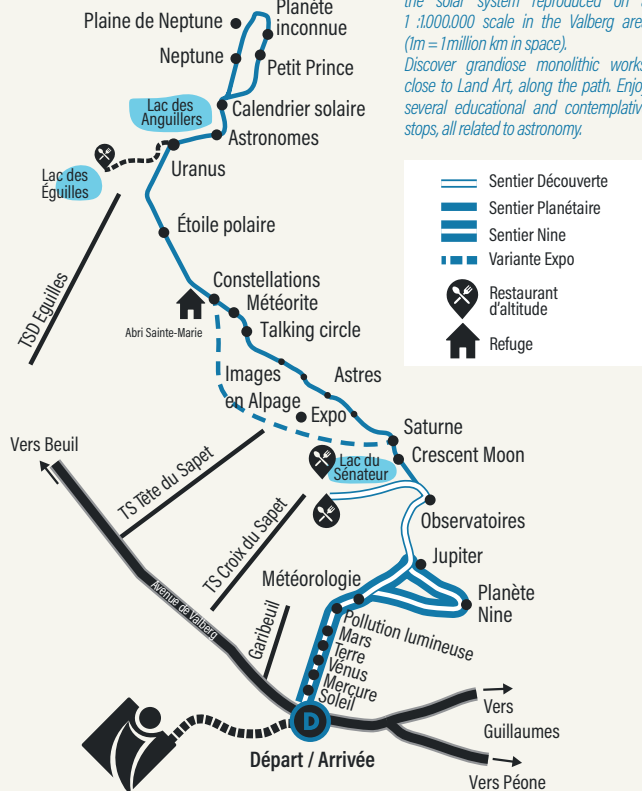 the solar system reproduced on
1 :1.000.000 scale in the Valberg are
(1m = 1 million km in space).
Discover grandiose monolithic works
close to Land Art, along the path. Enjoy
several educational and contemplativ
stops, all related to astronomy.
Sentier Découverte
Sentier Planétaire
Sentier Nine
Variante Expo
Restaurant
d'altitude
Refuge
Planète
inconnue
Plaine de Neptune
Neptune
Petit Prince
Lac des
Anguillers
Calendrier solaire
Astronomes
Uranus
Lac des
Éguilles
Étoile polaire
TSD Eguilles
Constellations
Météorite
Abri Sainte-Marie
Talking circle
Images
en Alpage
Astres
Expo
Saturne
Crescent Moon
Vers Beuil
TS Tête du Sapet
Lac du
Sénateur
TS Croix du Sapet
Observatoires
Jupiter
Météorologie
Planète
Nine
Avenue de Valberg
Garibeuil
Pollution lumineuse
Mars
Terre
Vénus
Mercure
Soleil
D
Départ / Arrivée
Vers
Guillaumes
Vers Péone